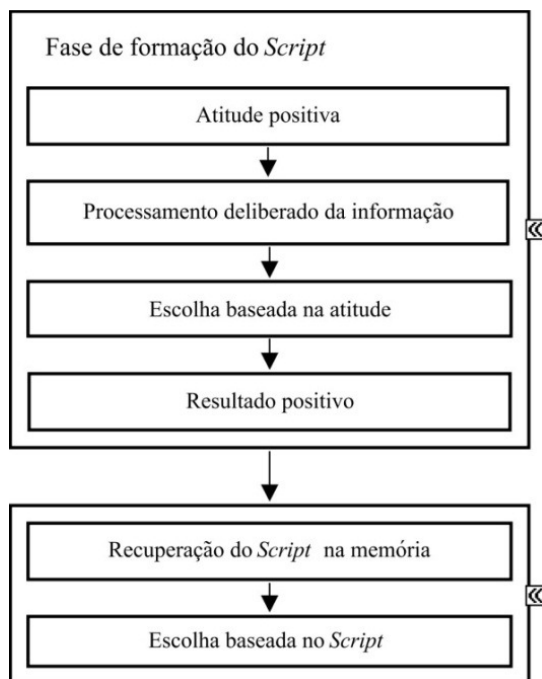 Fase de formação do Script
Atitude positiva
Processamento deliberado da informação
Escolha baseada na atitude
Resultado positivo
Recuperação do Script na memória
Escolha baseada no Script